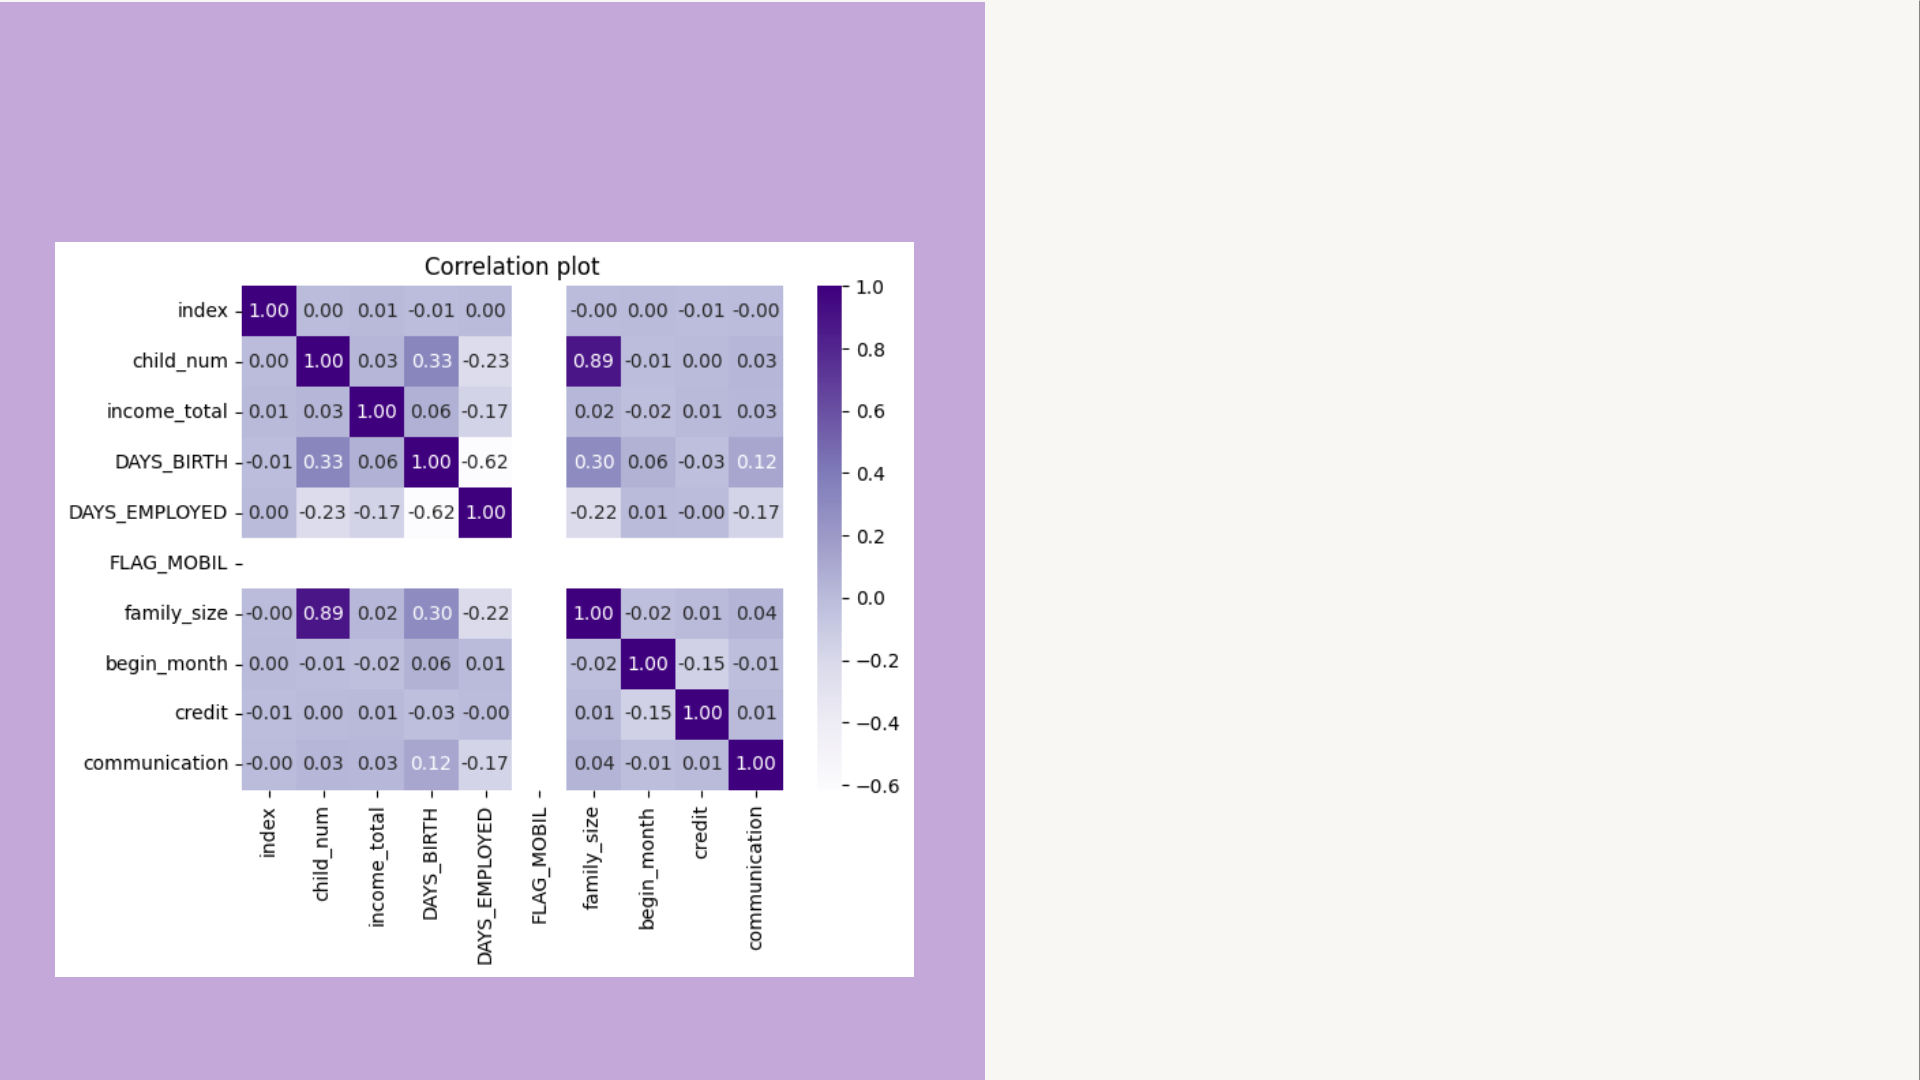 Correlation plot
index 1.00 0.00 0.01 -0.01 0.00 -0.00 0.00 -0.01 -0.00
child_num 0.00 1.00 0.03 0.33 -0.23 0.89 -0.01 0.00 0.03
income_total 0.01 0.03 1.00 0.06 -0.17 0.02 -0.02 0.01 0.03
DAYS_BIRTH -0.01 0.33 0.06 1.00 -0.62 0.30 0.06 -0.03 0.12
DAYS_EMPLOYED 0.00 -0.23 -0.17 -0.62 1.00 -0.22 0.01 -0.00 -0.17
FLAG_MOBIL
family_size -0.00 0.89 0.02 0.30 -0.22 1.00 -0.02 0.01 0.04
begin_month 0.00 -0.01 -0.02 0.06 0.01 -0.02 1.00 -0.15 -0.01
credit -0.01 0.00 0.01 -0.03 -0.00 0.01 -0.15 1.00 0.01
communication -0.00 0.03 0.03 0.12 -0.17 0.04 -0.01 0.01 1.00
index
child_num
income_total
DAYS_BIRTH
DAYS_EMPLOYED
FLAG_MOBIL
family_size
begin_month
credit
communication
1.0
0.8
0.6
0.4
0.2
0.0
−0.2
−0.4
−0.6